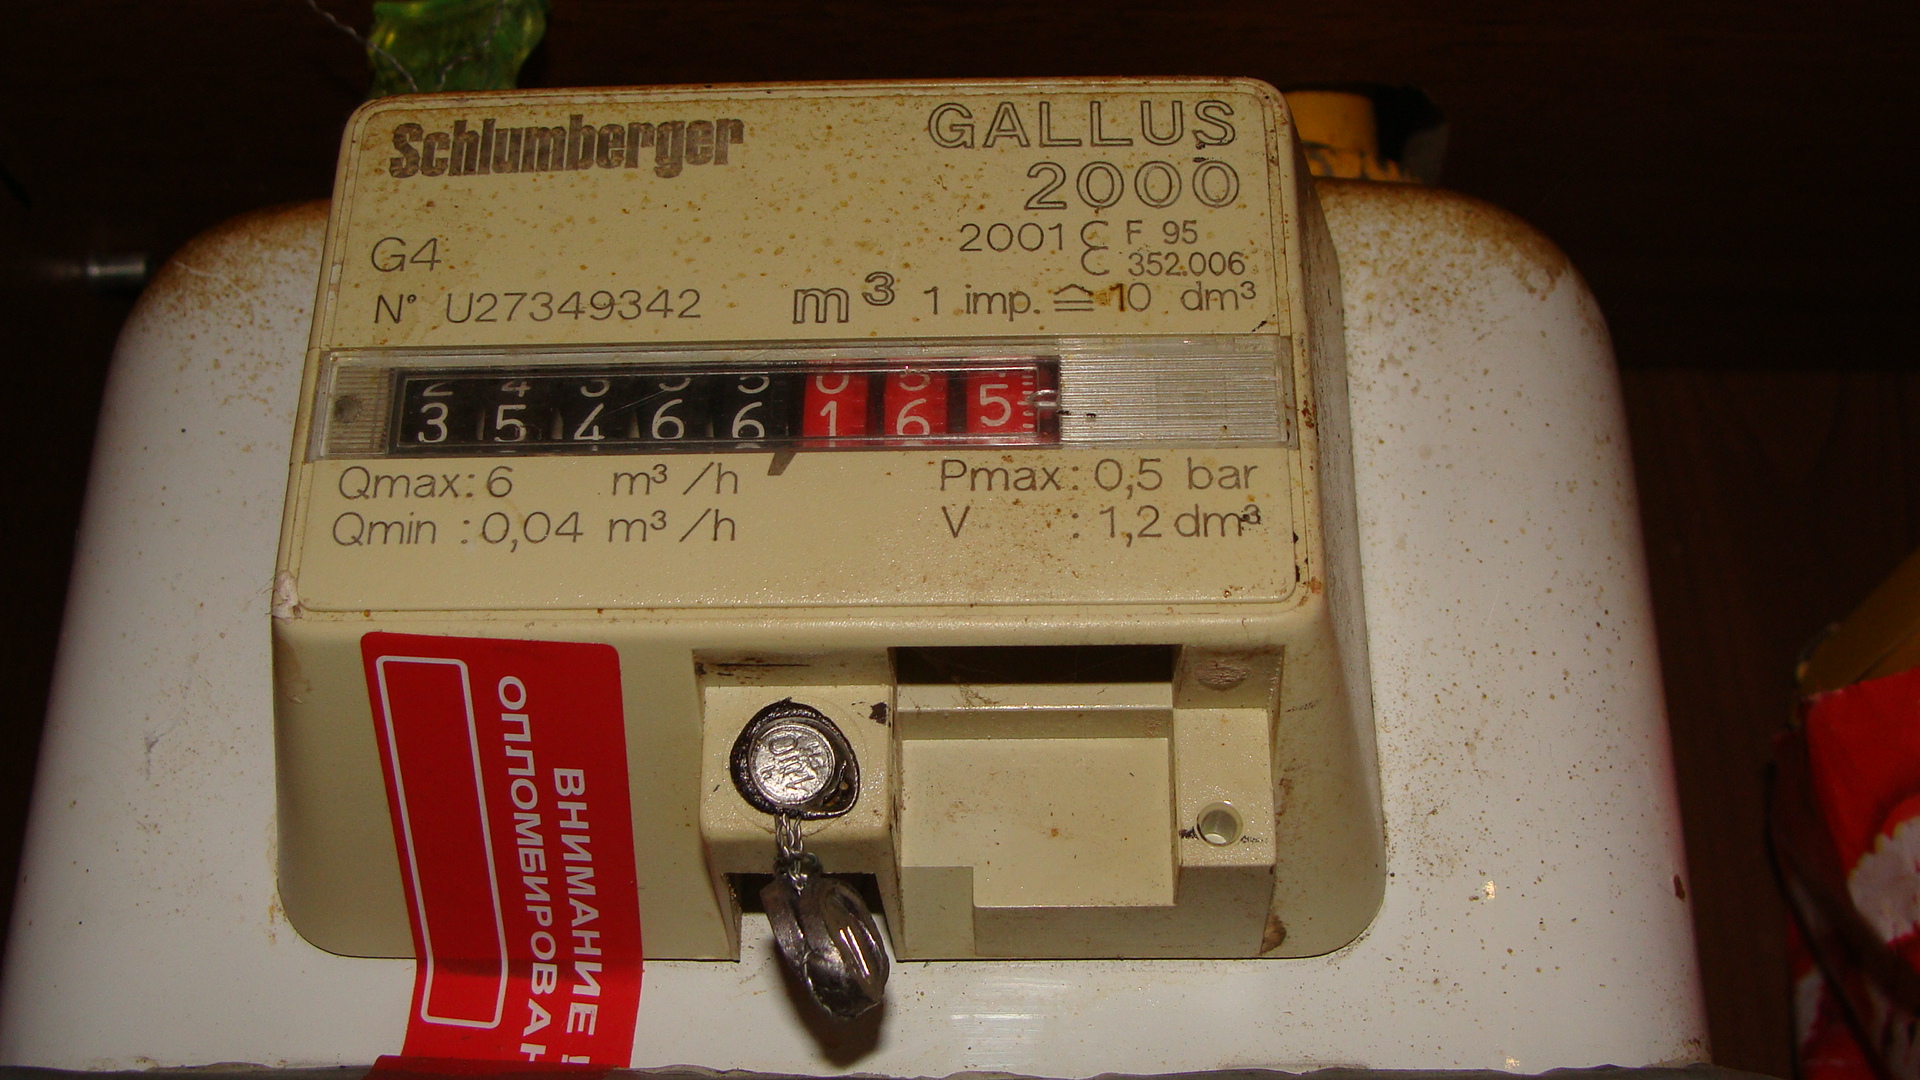 Schlumberger
GALLUS
2000
G4
2001 F 95
352.006
N° U27349342
m³ 1 imp. ≙ 10 dm³
3 5 4 6 6 1 6 5
Qmax: 6 m³/h
Pmax: 0,5 bar
Qmin : 0,04 m³/h
V : 1,2 dm³
ВНИМАНИЕ !
ОПЛОМБИРОВАН